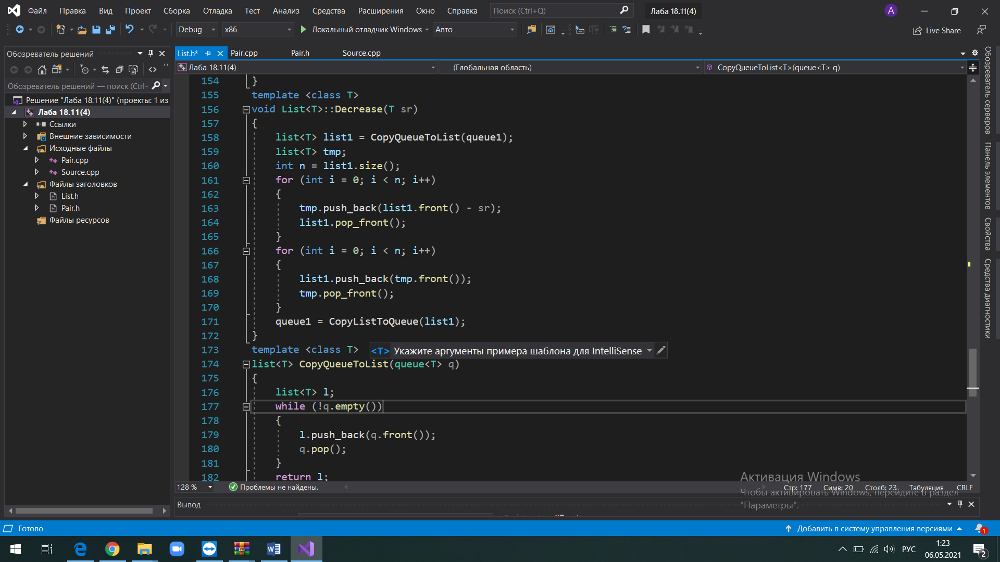 Файл Правка Вид Проект Сборка Отладка Тест Анализ Средства Расширения Окно Справка Поиск (Ctrl+Q) Лаба 18.11(4) A
Debug x86 Локальный отладчик Windows Авто Live Share
Обозреватель решений
List.h* Pair.cpp Pair.h Source.cpp
Лаба 18.11(4) (Глобальная область) CopyQueueToList<T>(queue<T> q)
Обозреватель решений — поиск (Ctrl
Решение "Лаба 18.11(4)" (проекты: 1 из
Лаба 18.11(4)
Ссылки
Внешние зависимости
Исходные файлы
Pair.cpp
Source.cpp
Файлы заголовков
List.h
Pair.h
Файлы ресурсов
154 }
155 template <class T>
156 void List<T>::Decrease(T sr)
157 {
158 list<T> list1 = CopyQueueToList(queue1);
159 list<T> tmp;
160 int n = list1.size();
161 for (int i = 0; i < n; i++)
162 {
163 tmp.push_back(list1.front() - sr);
164 list1.pop_front();
165 }
166 for (int i = 0; i < n; i++)
167 {
168 list1.push_back(tmp.front());
169 tmp.pop_front();
170 }
171 queue1 = CopyListToQueue(list1);
172 }
173 template <class T> <T> Укажите аргументы примера шаблона для IntelliSense
174 list<T> CopyQueueToList(queue<T> q)
175 {
176 list<T> l;
177 while (!q.empty())
178 {
179 l.push_back(q.front());
180 q.pop();
181 }
182 return l;
Обозреватель серверов
Панель элементов
Свойства
Средства диагностики
128 % Проблемы не найдены. Стр: 177 Симв: 20 Столб: 23 Табуляция CRLF
Активация Windows
Чтобы активировать Windows, перейдите в раздел
"Параметры".
Вывод
Готово Добавить в систему управления версиями 1
РУС 1:23
06.05.2021 2